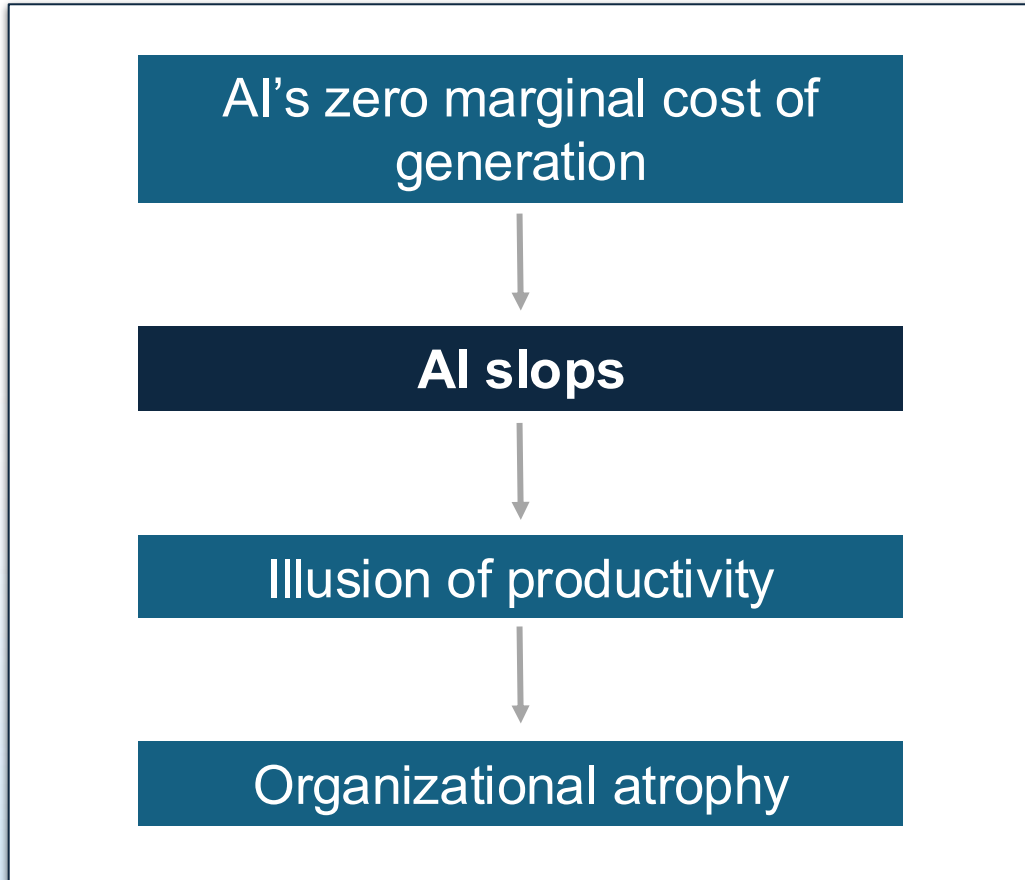 AI’s zero marginal cost of
generation
AI slops
Illusion of productivity
Organizational atrophy